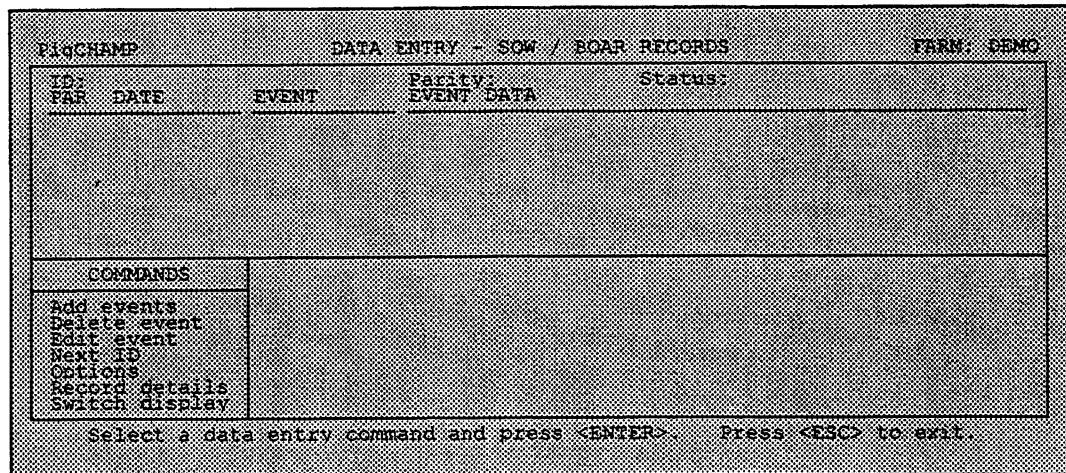 PigCHAMP DATA ENTRY - SOW / BOAR RECORDS FARM: DEMO
ID: Parity: Status:
PAR DATE EVENT EVENT DATA
COMMANDS
Add events
Delete event
Edit event
Next ID
Options
Record details
Switch display
Select a data entry command and press <ENTER>. Press <ESC> to exit.